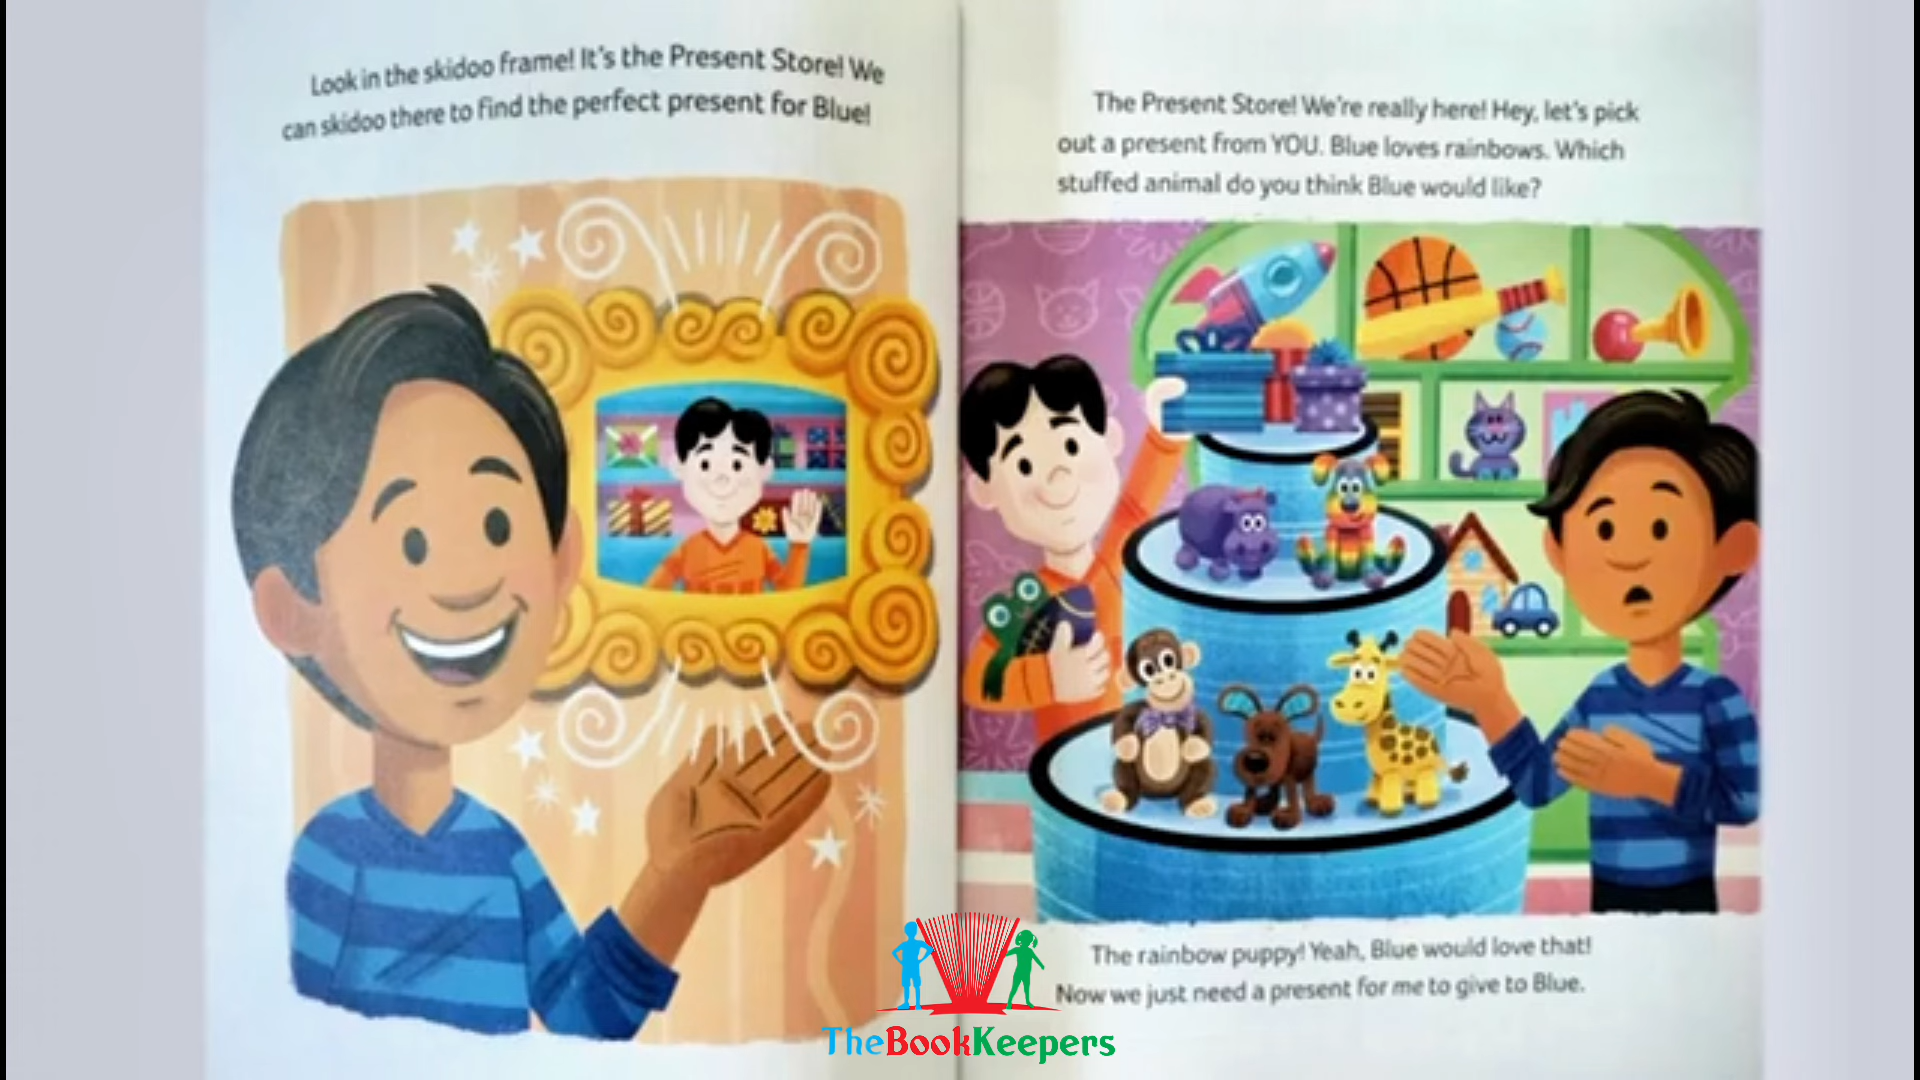 Look in the skidoo frame! It's the Present Store! We
can skidoo there to find the perfect present for Blue!
The Present Store! We're really here! Hey, let's pick
out a present from YOU. Blue loves rainbows. Which
stuffed animal do you think Blue would like?
The rainbow puppy! Yeah, Blue would love that!
Now we just need a present for me to give to Blue.
TheBookKeepers